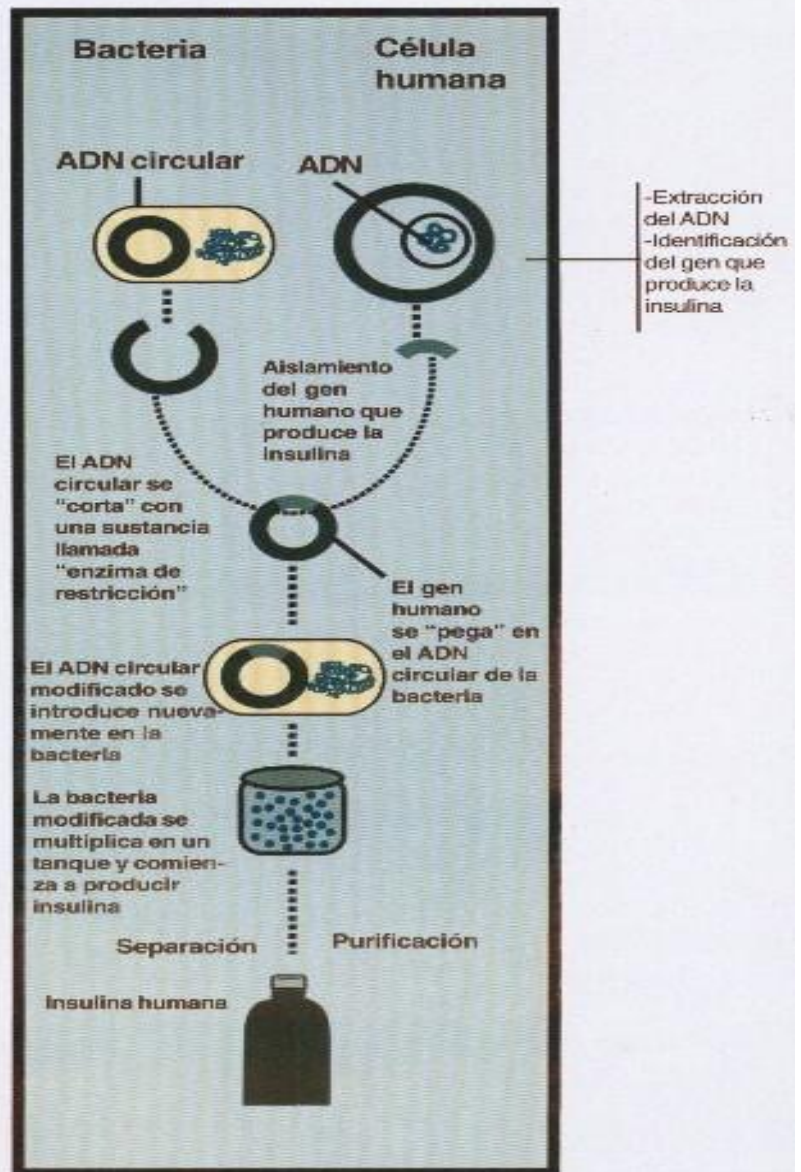 Bacteria
Célula
humana
ADN circular
ADN
-Extracción
del ADN
-Identificación
del gen que
produce la
insulina
Aislamiento
del gen
humano que
produce la
insulina
El ADN
circular se
"corta" con
una sustancia
llamada
"enzima de
restricción"
El gen
humano
se "pega" en
el ADN
circular de la
bacteria
El ADN circular
modificado se
introduce nueva-
mente en la
bacteria
La bacteria
modificada se
multiplica en un
tanque y comien-
za a producir
insulina
Separación
Purificación
Insulina humana